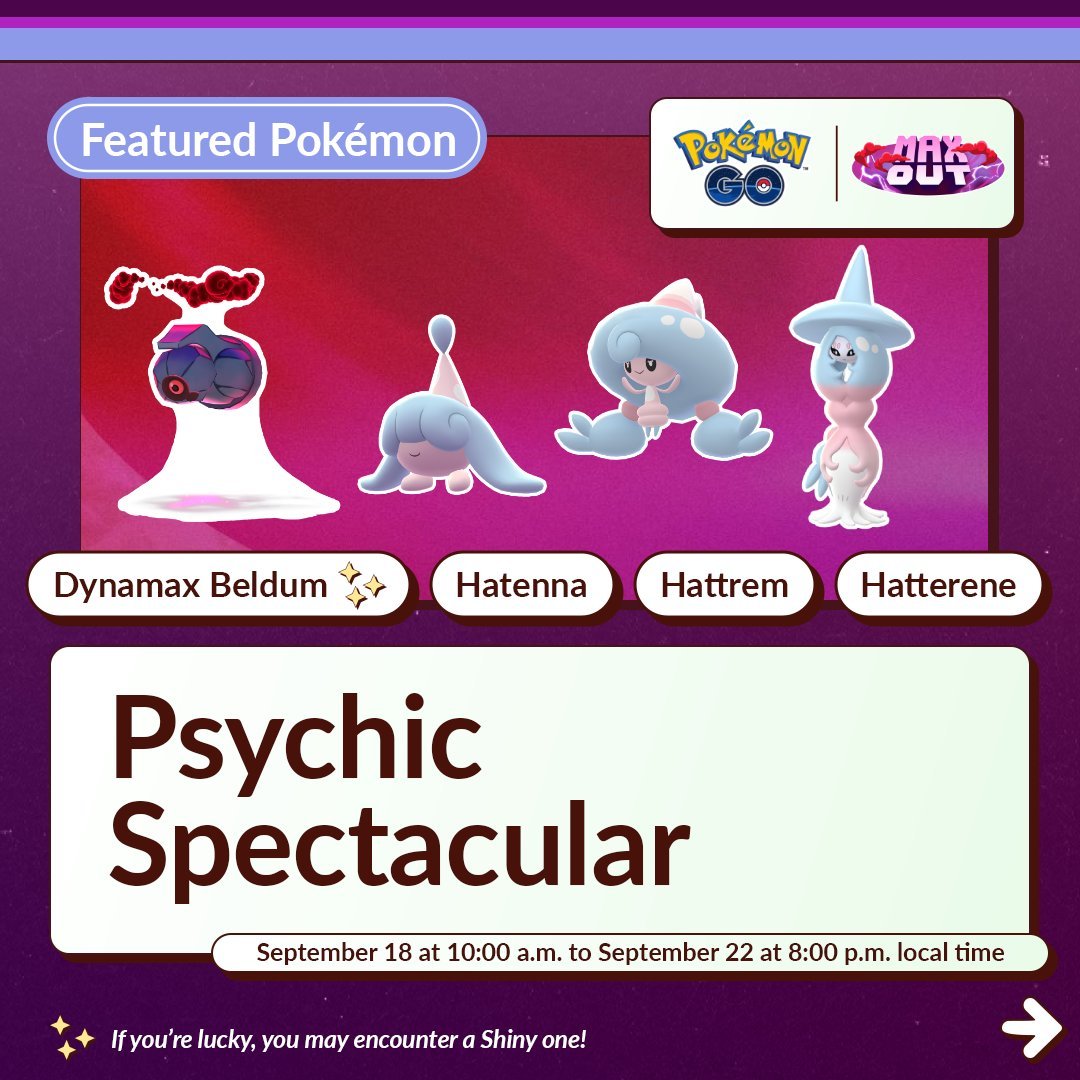 Featured Pokémon
POKéMON
GO
MAX
OUT
Dynamax Beldum
Hatenna
Hattrem
Hatterene
Psychic
Spectacular
September 18 at 10:00 a.m. to September 22 at 8:00 p.m. local time
If you’re lucky, you may encounter a Shiny one!